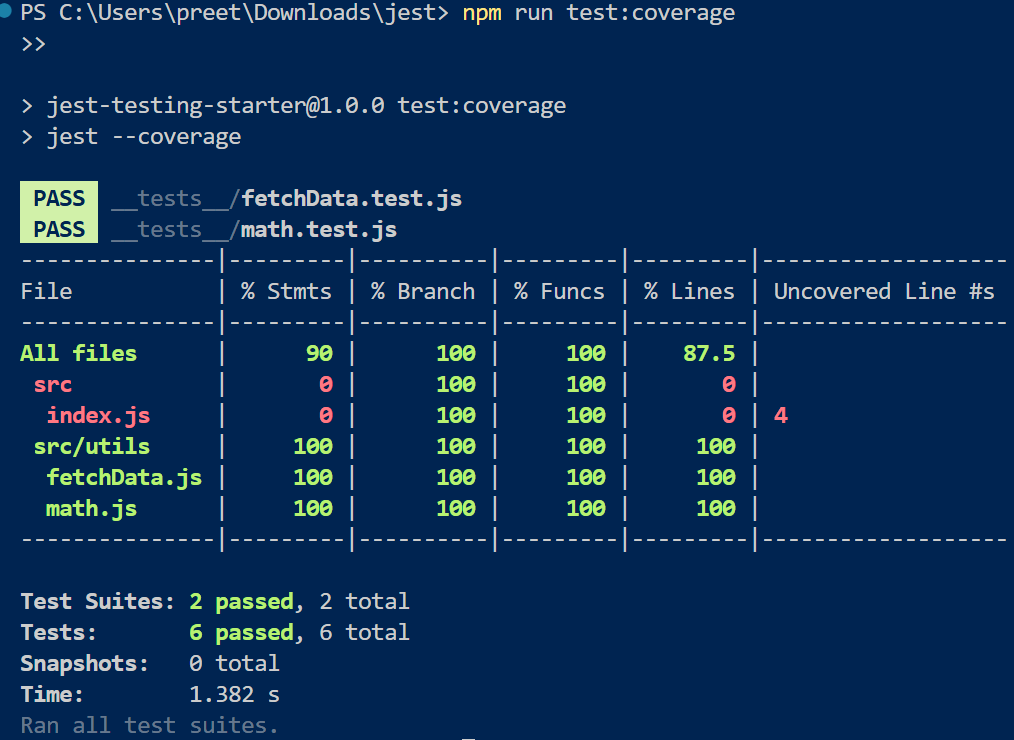 PS C:\Users\preet\Downloads\jest> npm run test:coverage
>>
> jest-testing-starter@1.0.0 test:coverage
> jest --coverage
PASS __tests__/fetchData.test.js
PASS __tests__/math.test.js
---------------|---------|----------|---------|---------|-------------------
File           | % Stmts | % Branch | % Funcs | % Lines | Uncovered Line #s
---------------|---------|----------|---------|---------|-------------------
All files      |      90 |      100 |     100 |    87.5 |
 src           |       0 |      100 |     100 |       0 |
  index.js     |       0 |      100 |     100 |       0 | 4
 src/utils     |     100 |      100 |     100 |     100 |
  fetchData.js |     100 |      100 |     100 |     100 |
  math.js      |     100 |      100 |     100 |     100 |
---------------|---------|----------|---------|---------|-------------------
Test Suites: 2 passed, 2 total
Tests:       6 passed, 6 total
Snapshots:   0 total
Time:        1.382 s
Ran all test suites.